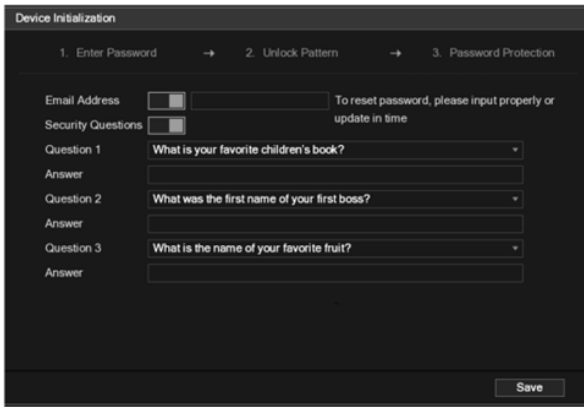 Device Initialization
1. Enter Password → 2. Unlock Pattern → 3. Password Protection
Email Address To reset password, please input properly or
update in time
Security Questions
Question 1 What is your favorite children's book?
Answer
Question 2 What was the first name of your first boss?
Answer
Question 3 What is the name of your favorite fruit?
Answer
Save